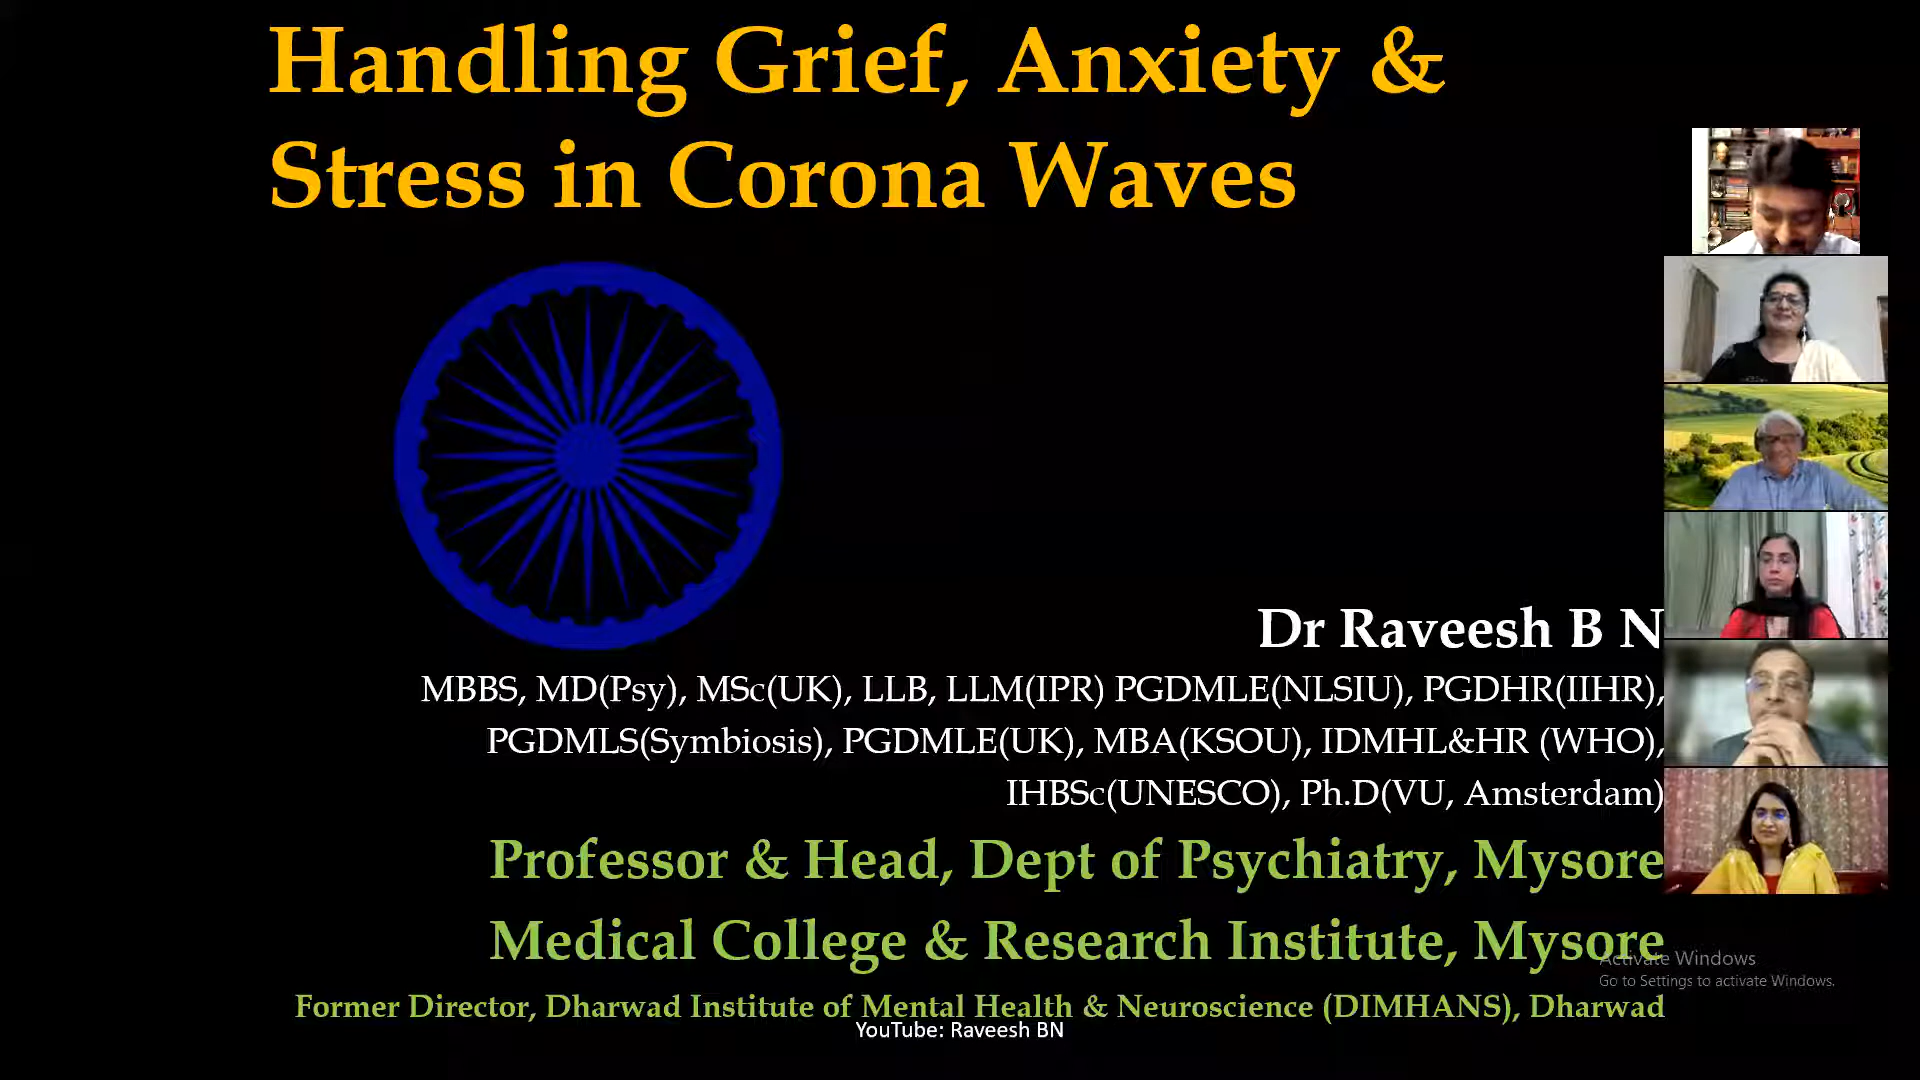 Handling Grief, Anxiety &
Stress in Corona Waves
Dr Raveesh B N
MBBS, MD(Psy), MSc(UK), LLB, LLM(IPR) PGDMLE(NLSIU), PGDHR(IIHR),
PGDMLS(Symbiosis), PGDMLE(UK), MBA(KSOU), IDMHL&HR (WHO),
IHBSc(UNESCO), Ph.D(VU, Amsterdam)
Professor & Head, Dept of Psychiatry, Mysore
Medical College & Research Institute, Mysore
Activate Windows
Go to Settings to activate Windows.
Former Director, Dharwad Institute of Mental Health & Neuroscience (DIMHANS), Dharwad
YouTube: Raveesh BN